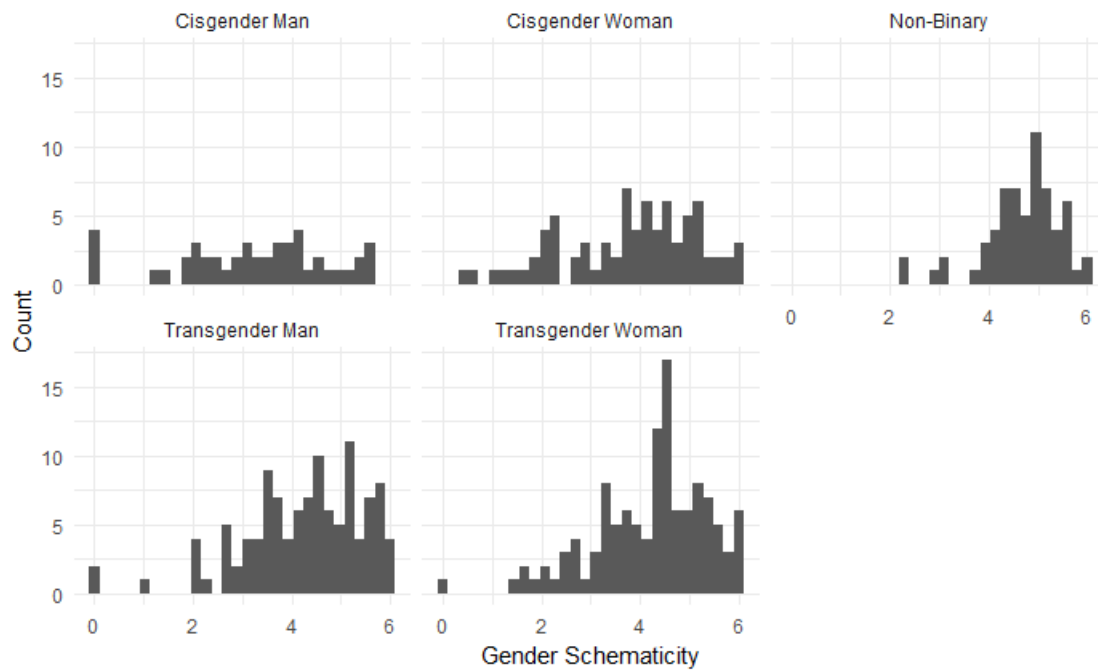 Cisgender Man
Cisgender Woman
Non-Binary
15
10
5
0
0 2 4 6
Count
Transgender Man
Transgender Woman
15
10
5
0
0 2 4 6
0 2 4 6
Gender Schematicity